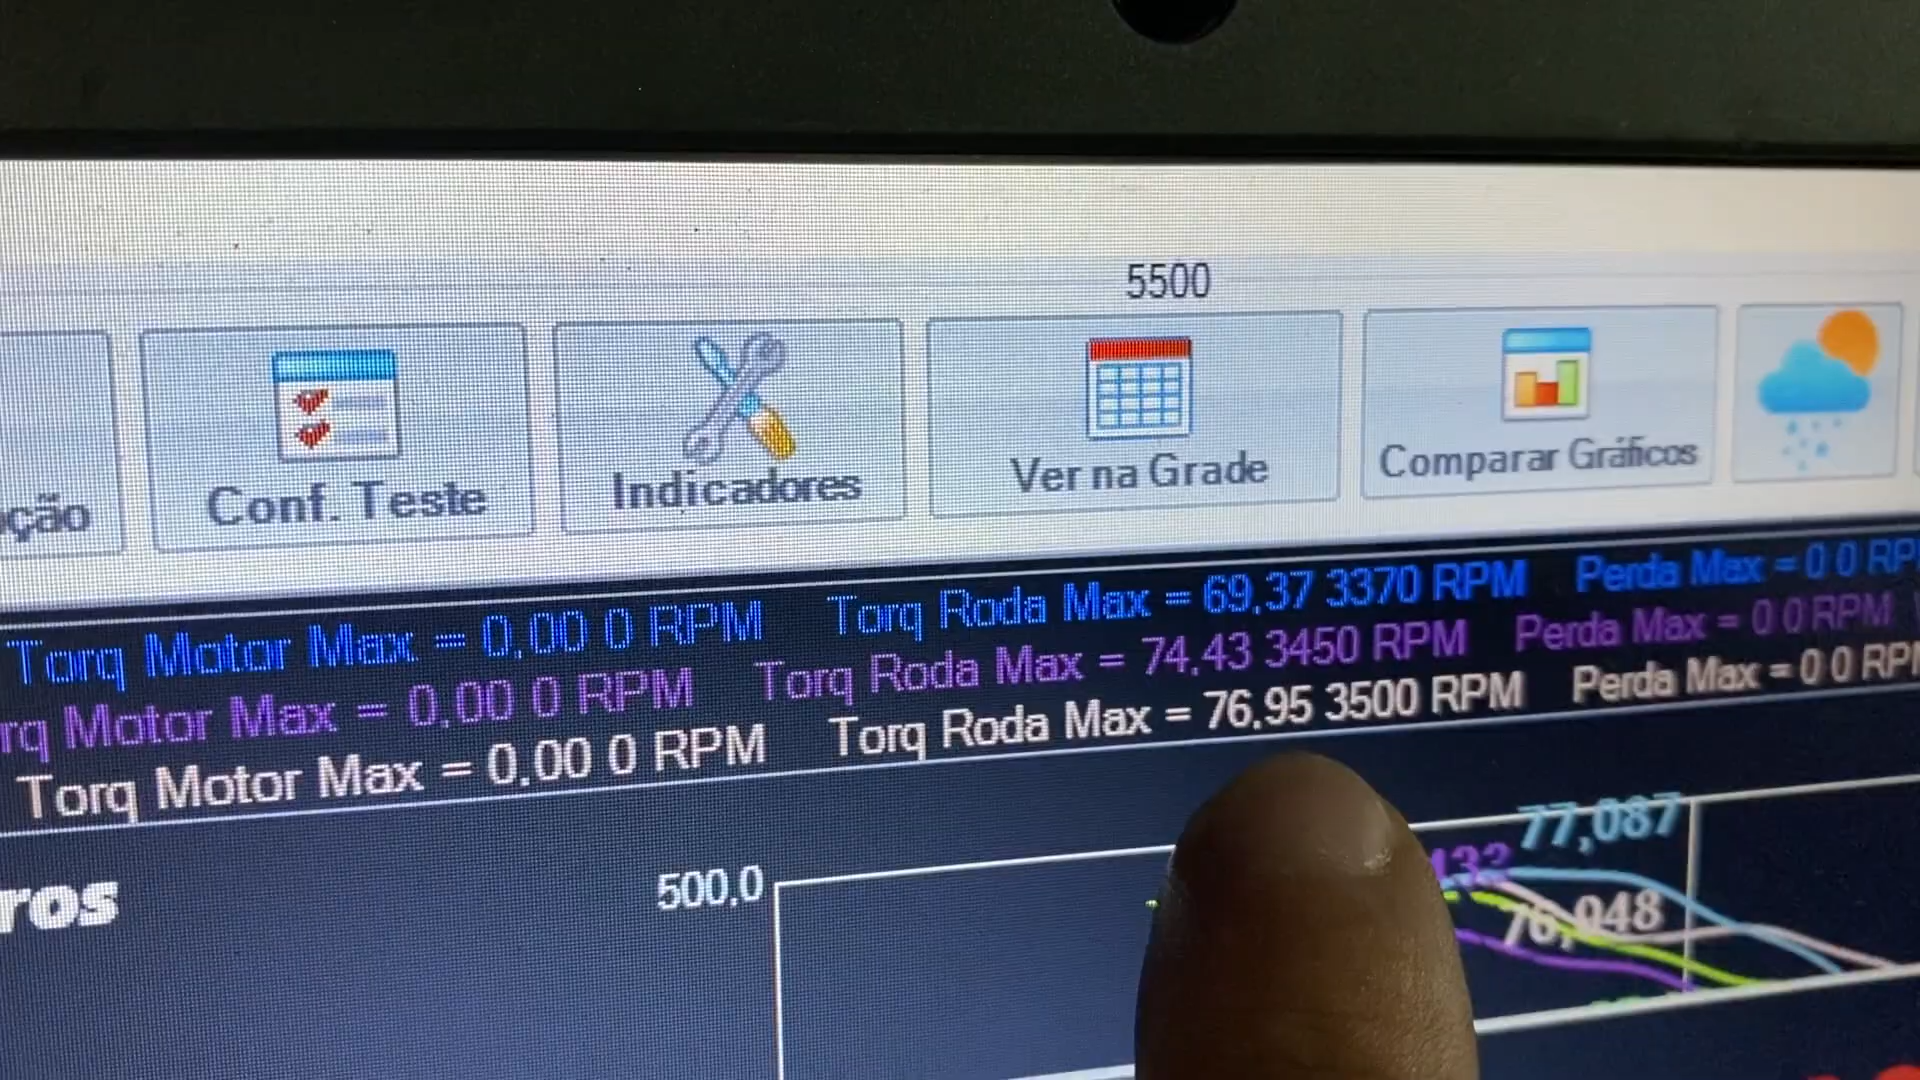 5500
ção
Conf. Teste
Indicadores
Ver na Grade
Comparar Gráficos
Torq Motor Max = 0,00 0 RPM Torq Roda Max = 69,37 3370 RPM Perda Max = 0 0 RP
rq Motor Max = 0,00 0 RPM Torq Roda Max = 74,43 3450 RPM Perda Max = 0 0 RPM
Torq Motor Max = 0,00 0 RPM Torq Roda Max = 76,95 3500 RPM Perda Max = 0 0 RP
ros
500,0
77,087
,432
76,048